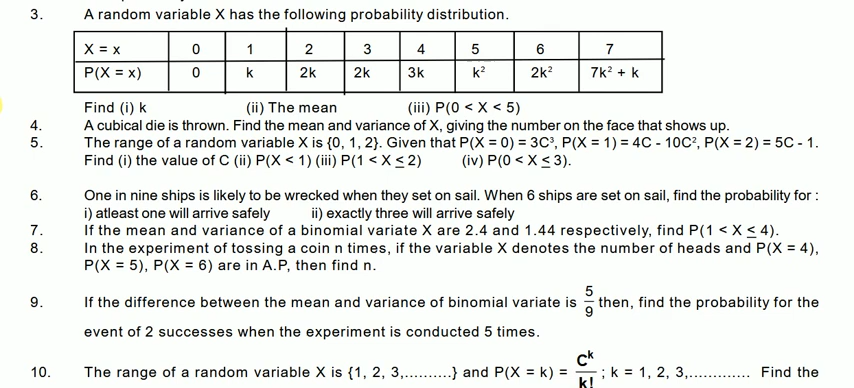 3. A random variable X has the following probability distribution.
X = x 0 1 2 3 4 5 6 7
P(X = x) 0 k 2k 2k 3k k² 2k² 7k² + k
Find (i) k (ii) The mean (iii) P(0 < X < 5)
4. A cubical die is thrown. Find the mean and variance of X, giving the number on the face that shows up.
5. The range of a random variable X is {0, 1, 2}. Given that P(X = 0) = 3C³, P(X = 1) = 4C - 10C², P(X = 2) = 5C - 1.
Find (i) the value of C (ii) P(X < 1) (iii) P(1 < X ≤ 2) (iv) P(0 < X ≤ 3).
6. One in nine ships is likely to be wrecked when they set on sail. When 6 ships are set on sail, find the probability for :
i) atleast one will arrive safely ii) exactly three will arrive safely
7. If the mean and variance of a binomial variate X are 2.4 and 1.44 respectively, find P(1 < X ≤ 4).
8. In the experiment of tossing a coin n times, if the variable X denotes the number of heads and P(X = 4),
P(X = 5), P(X = 6) are in A.P, then find n.
9. If the difference between the mean and variance of binomial variate is 5/9 then, find the probability for the
event of 2 successes when the experiment is conducted 5 times.
10. The range of a random variable X is {1, 2, 3,..........} and P(X = k) = Cᵏ/k! ; k = 1, 2, 3,............. Find the